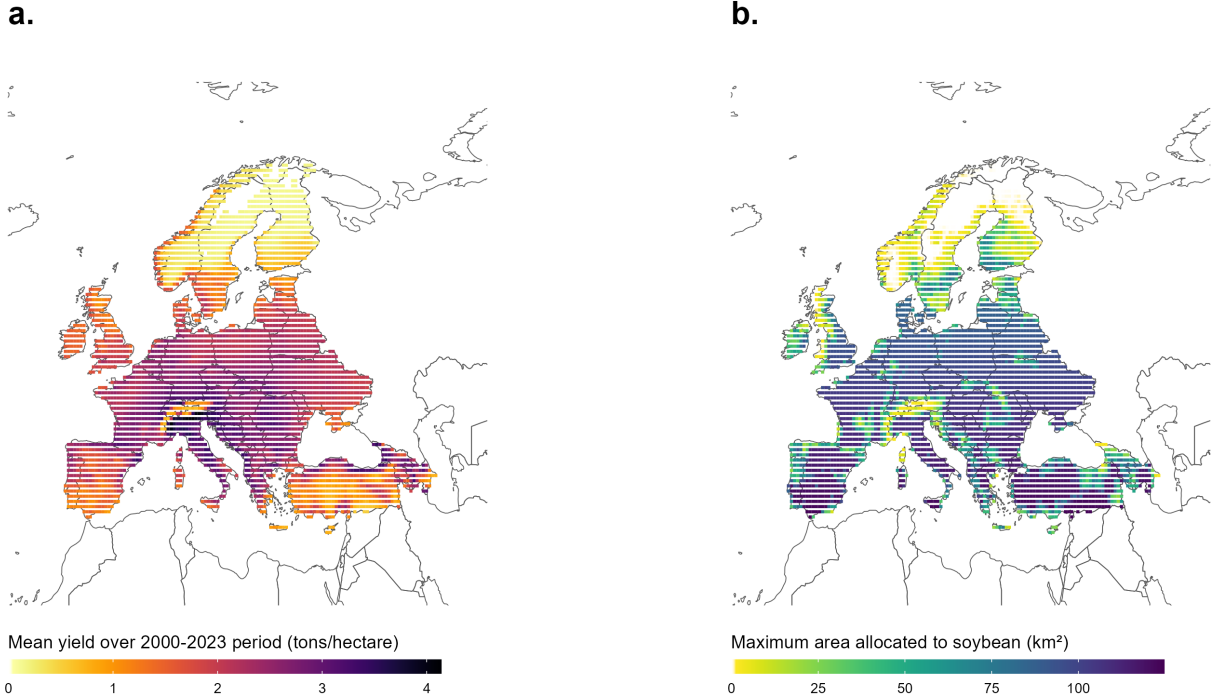 a.
b.
Mean yield over 2000-2023 period (tons/hectare)
0 1 2 3 4
Maximum area allocated to soybean (km²)
0 25 50 75 100